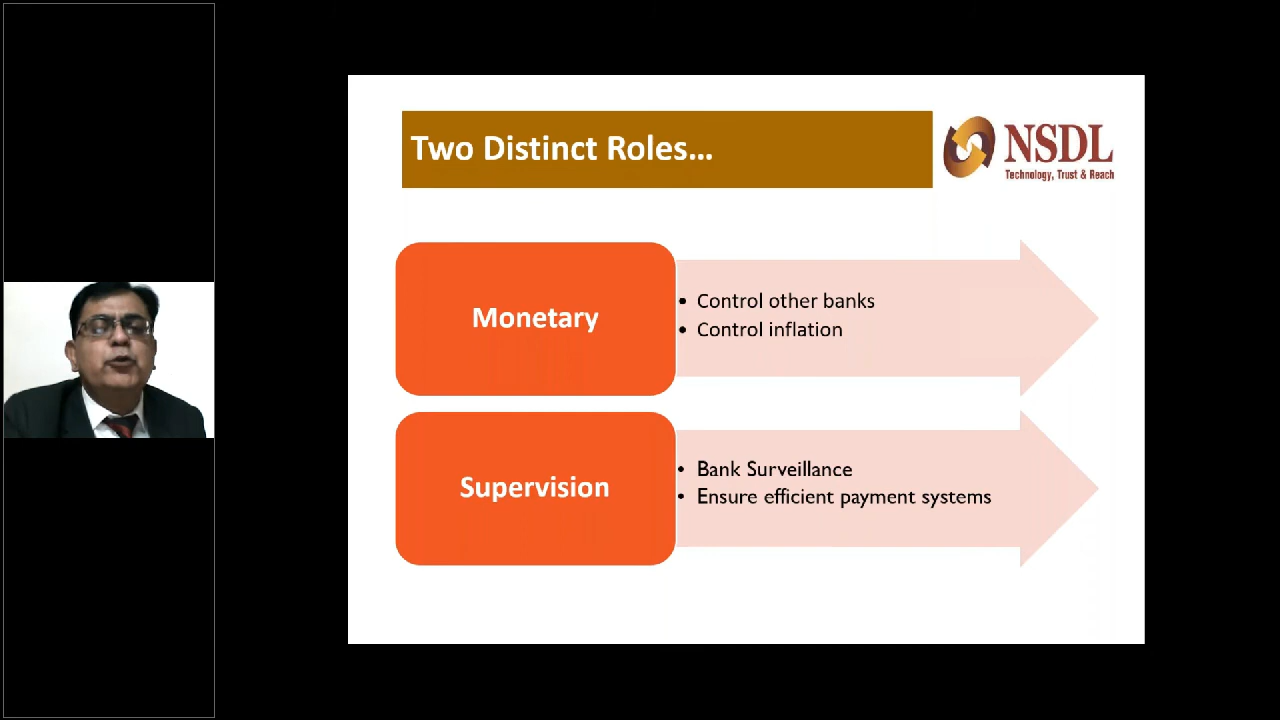 Two Distinct Roles...
NSDL
Technology, Trust & Reach
Monetary
• Control other banks
• Control inflation
Supervision
• Bank Surveillance
• Ensure efficient payment systems